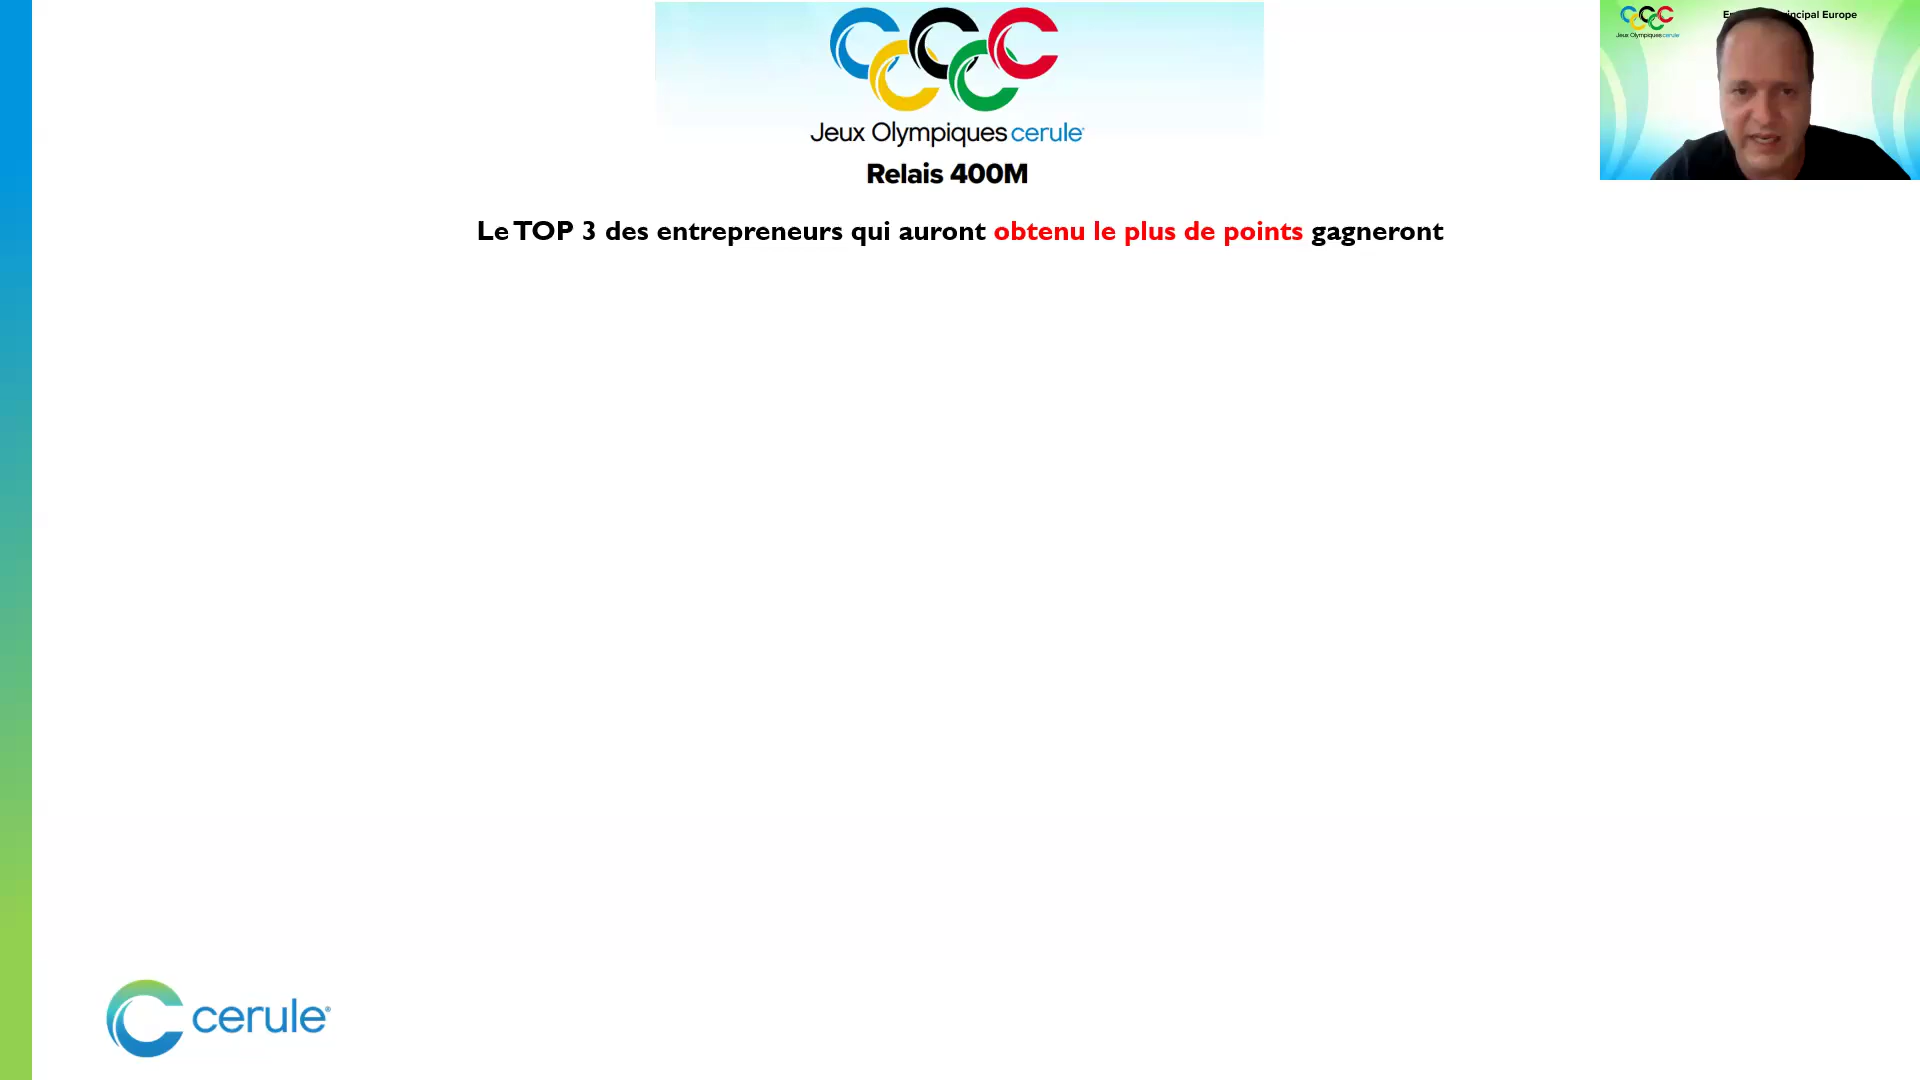 Jeux Olympiques cerule
Relais 400M
Le TOP 3 des entrepreneurs qui auront obtenu le plus de points gagneront
Principal Europe
Jeux Olympiques cerule
cerule®